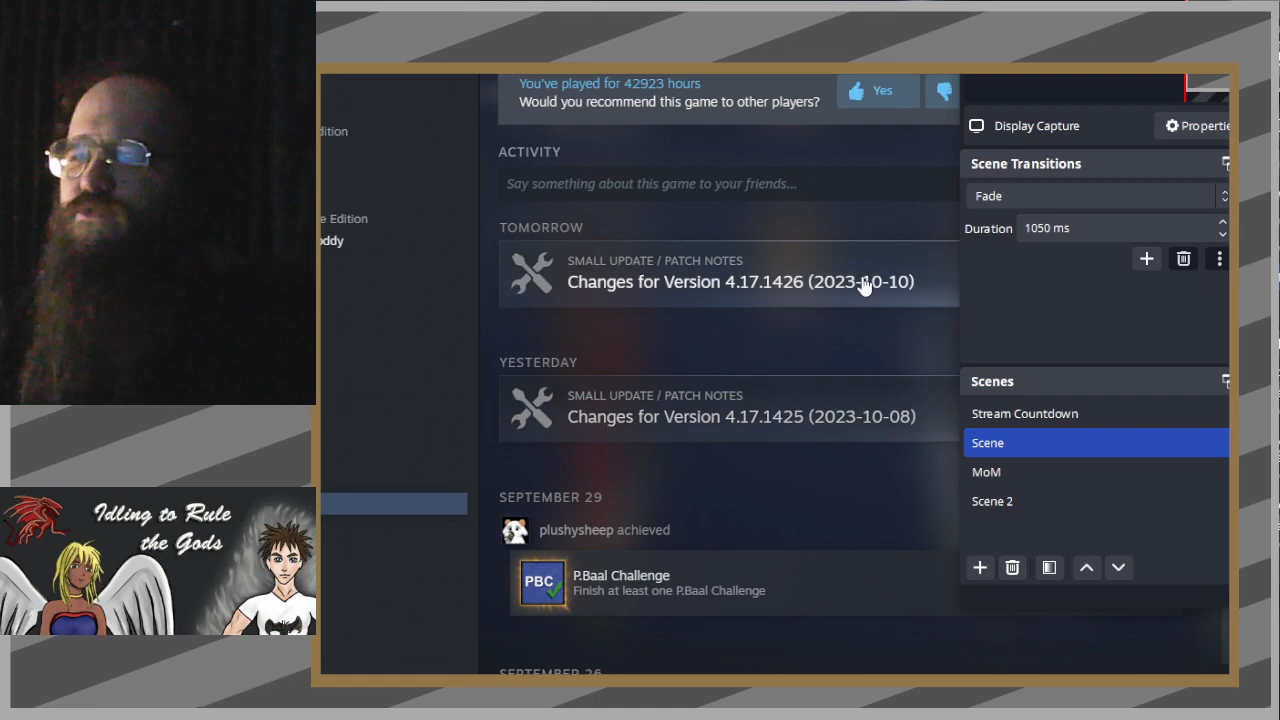 You've played for 42923 hours
Would you recommend this game to other players?
Yes
dition
ACTIVITY
Say something about this game to your friends...
e Edition
oddy
TOMORROW
SMALL UPDATE / PATCH NOTES
Changes for Version 4.17.1426 (2023-10-10)
YESTERDAY
SMALL UPDATE / PATCH NOTES
Changes for Version 4.17.1425 (2023-10-08)
SEPTEMBER 29
plushysheep achieved
PBC
P.Baal Challenge
Finish at least one P.Baal Challenge
SEPTEMBER 26
Display Capture
Propertie
Scene Transitions
Fade
Duration
1050 ms
Scenes
Stream Countdown
Scene
MoM
Scene 2
Idling to Rule
the Gods